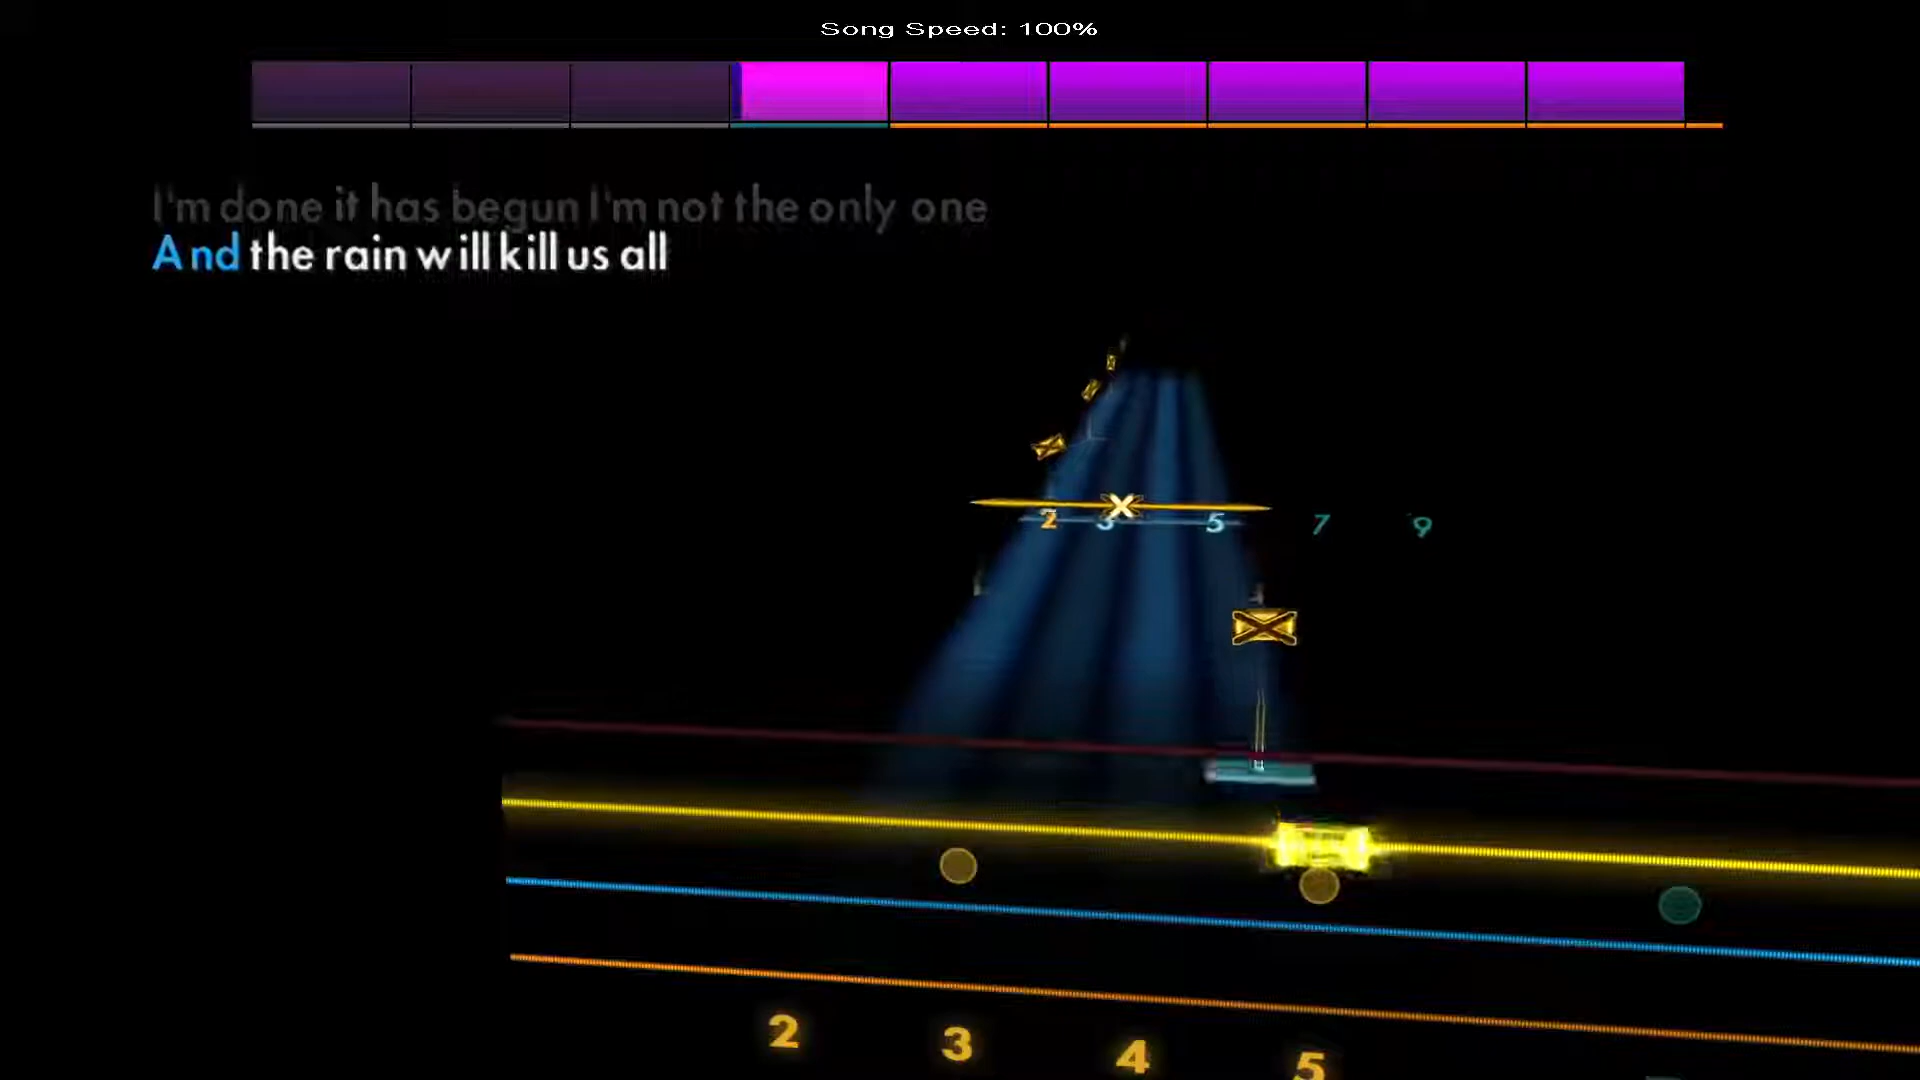 Song Speed: 100%
I'm done it has begun I'm not the only one
And the rain will kill us all
2 3 5 7 9
2 3 4 5